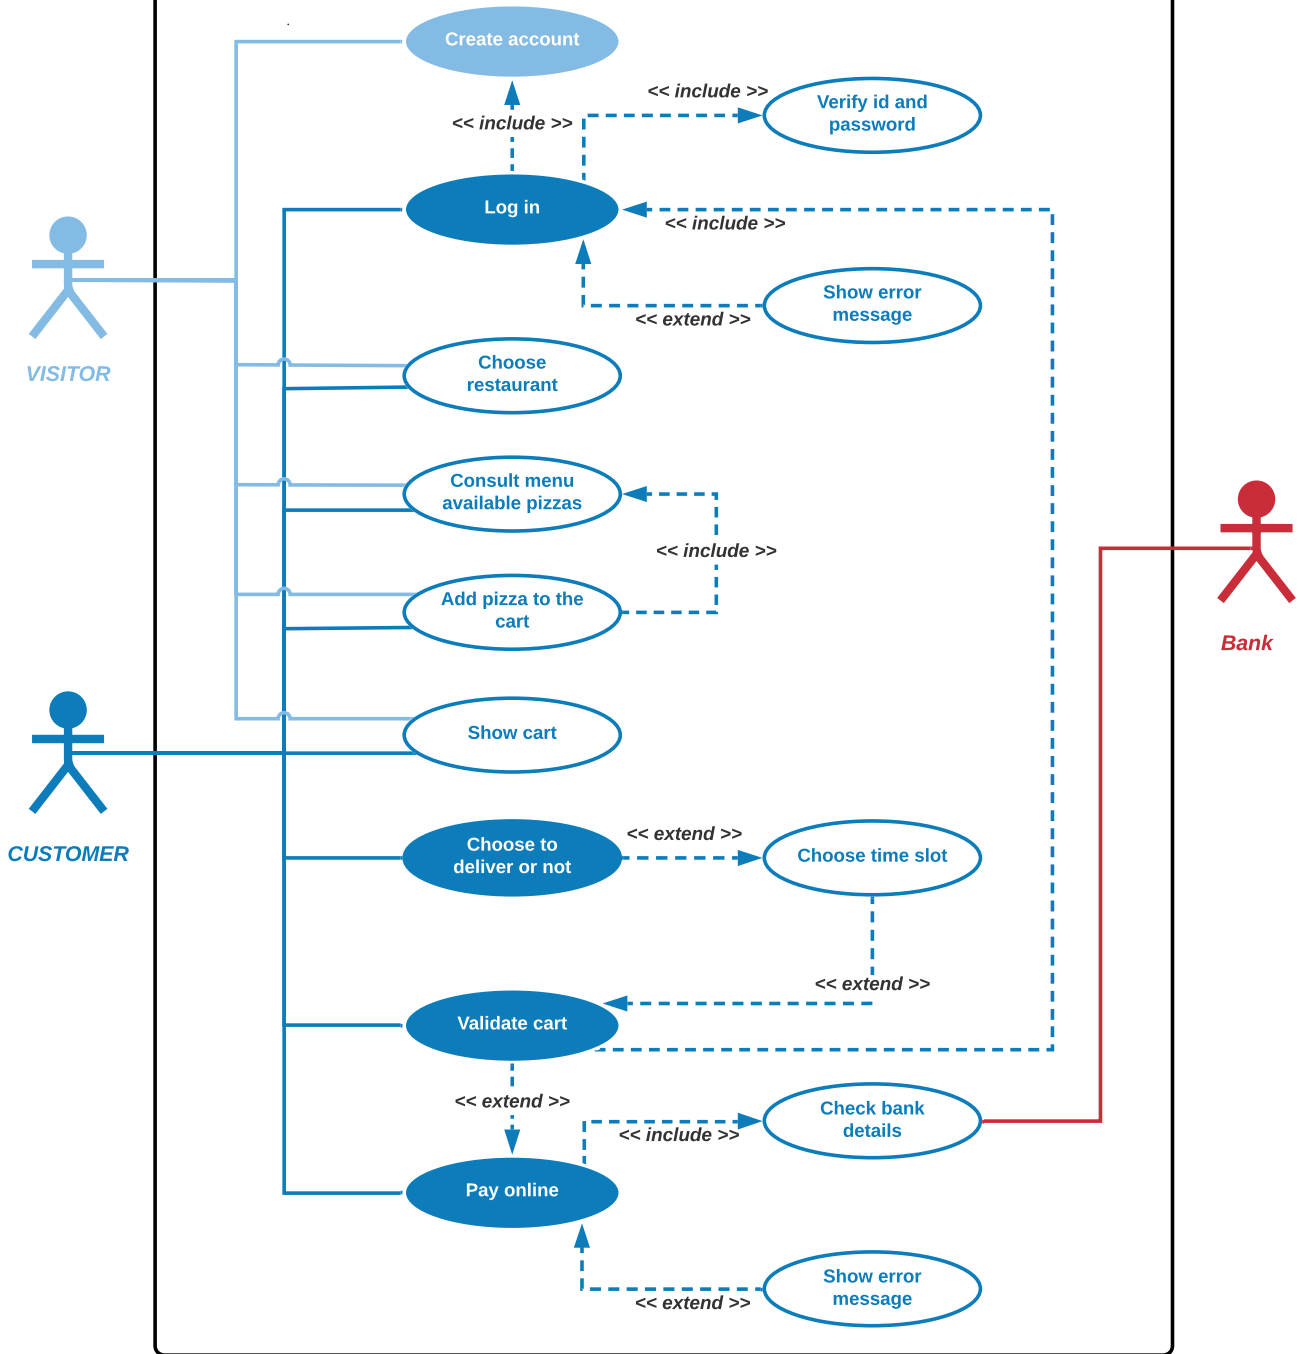 Create account
<< include >>
Verify id and
password
<< include >>
Log in
<< include >>
Show error
message
<< extend >>
VISITOR
Choose
restaurant
Consult menu
available pizzas
<< include >>
Add pizza to the
cart
Bank
Show cart
CUSTOMER
Choose to
deliver or not
<< extend >>
Choose time slot
<< extend >>
Validate cart
<< extend >>
Check bank
details
<< include >>
Pay online
Show error
message
<< extend >>